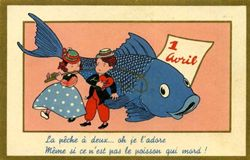 1
Avril
La pêche à deux... oh je l'adore
Même si ce n'est pas le poisson qui mord !